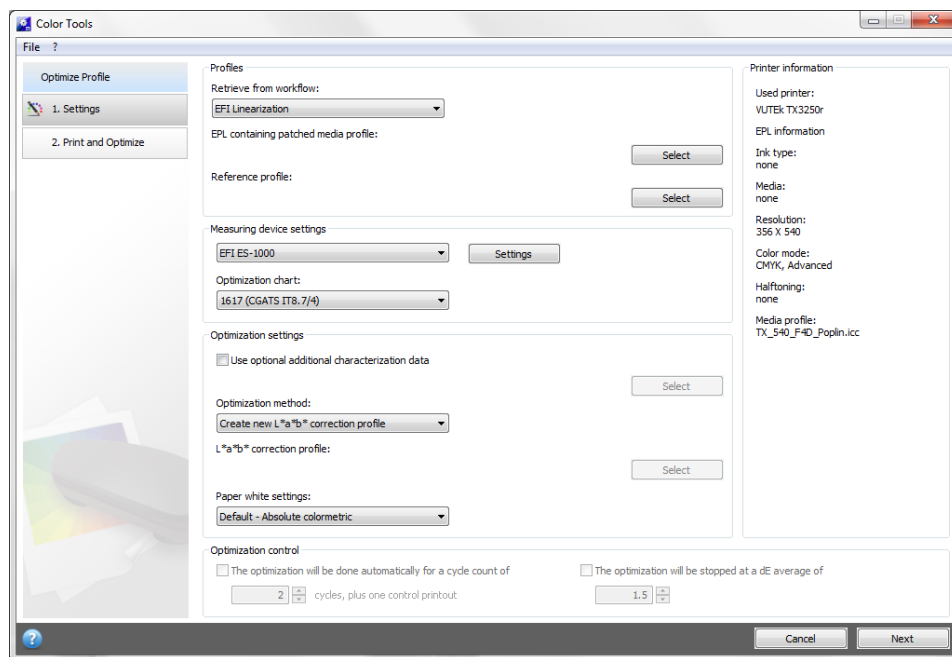 Color Tools
File ?
Optimize Profile
1. Settings
2. Print and Optimize
Profiles
Retrieve from workflow:
EFI Linearization
EPL containing patched media profile:
Select
Reference profile:
Select
Measuring device settings
EFI ES-1000
Settings
Optimization chart:
1617 (CGATS IT8.7/4)
Optimization settings
Use optional additional characterization data
Select
Optimization method:
Create new L*a*b* correction profile
L*a*b* correction profile:
Select
Paper white settings:
Default - Absolute colormetric
Optimization control
The optimization will be done automatically for a cycle count of
2 cycles, plus one control printout
The optimization will be stopped at a dE average of
1.5
Printer information
Used printer:
VUTEk TX3250r
EPL information
Ink type:
none
Media:
none
Resolution:
356 X 540
Color mode:
CMYK, Advanced
Halftoning:
none
Media profile:
TX_540_F4D_Poplin.icc
?
Cancel
Next